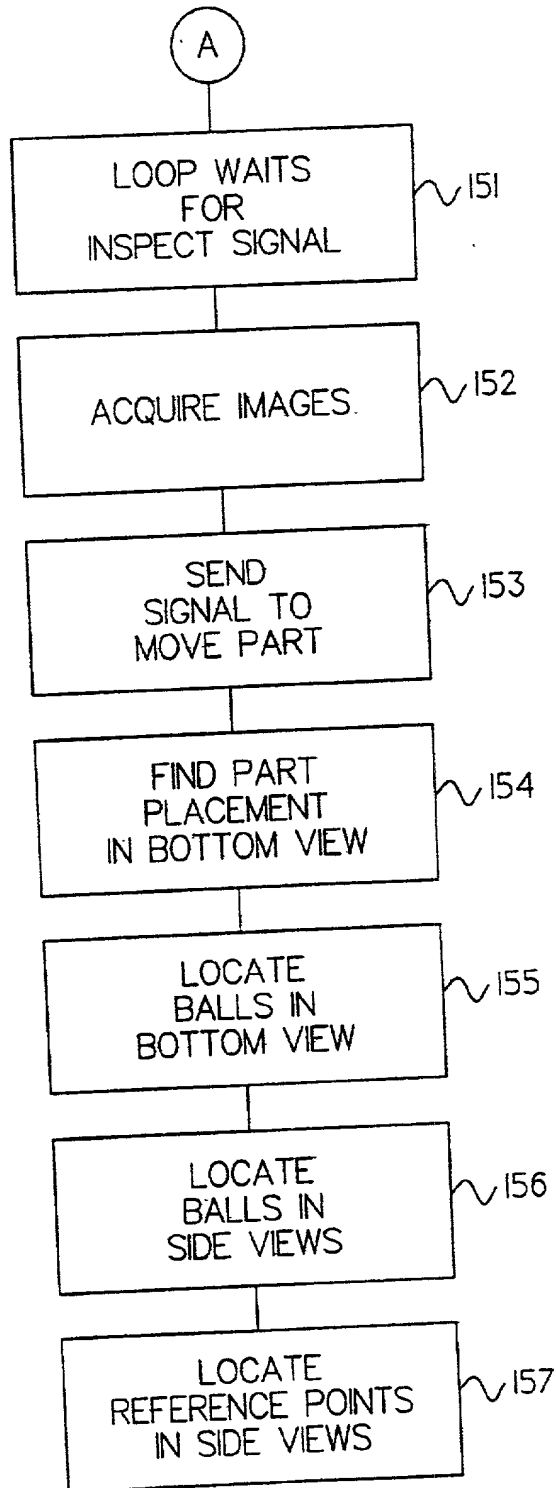 A
LOOP WAITS
FOR
INSPECT SIGNAL
151
ACQUIRE IMAGES.
152
SEND
SIGNAL TO
MOVE PART
153
FIND PART
PLACEMENT
IN BOTTOM VIEW
154
LOCATE
BALLS IN
BOTTOM VIEW
155
LOCATE
BALLS IN
SIDE VIEWS
156
LOCATE
REFERENCE POINTS
IN SIDE VIEWS
157